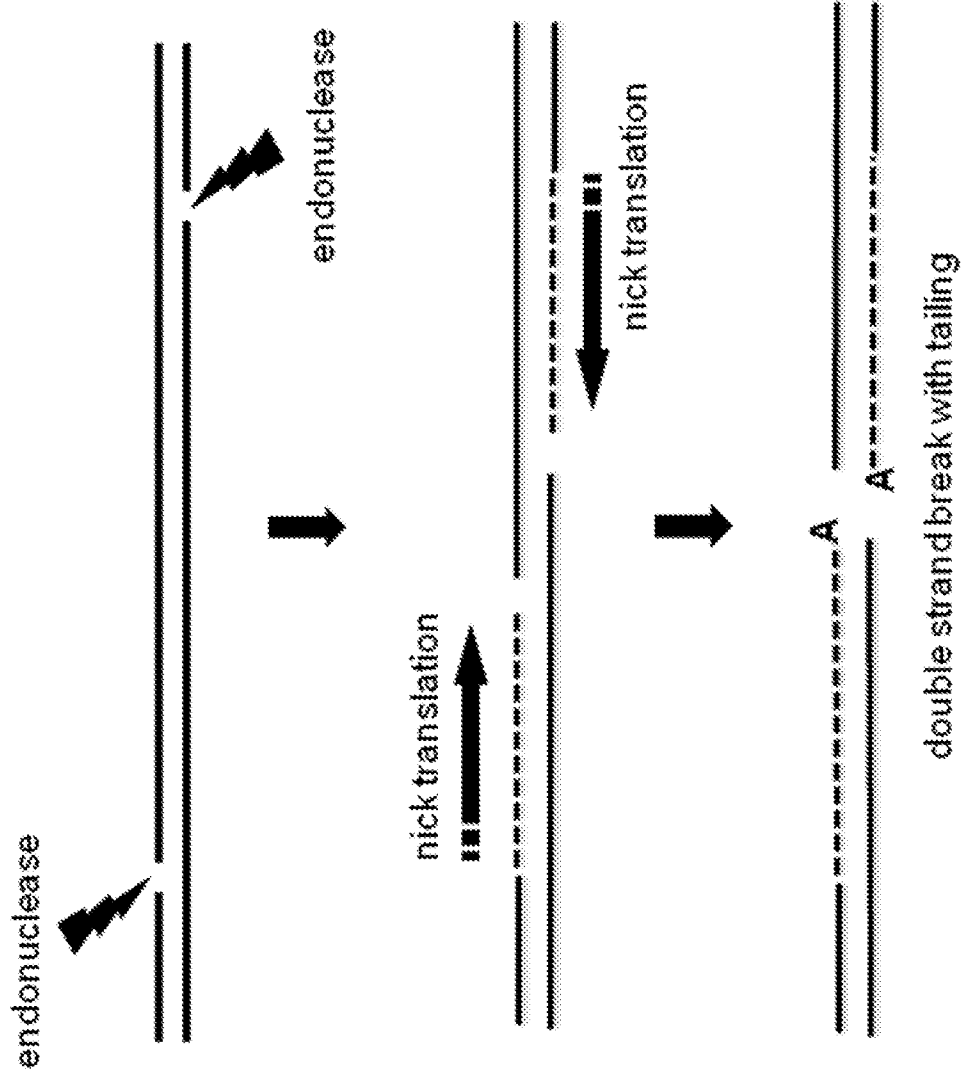 endonuclease
endonuclease
nick translation
nick translation
A
A
double strand break with tailing